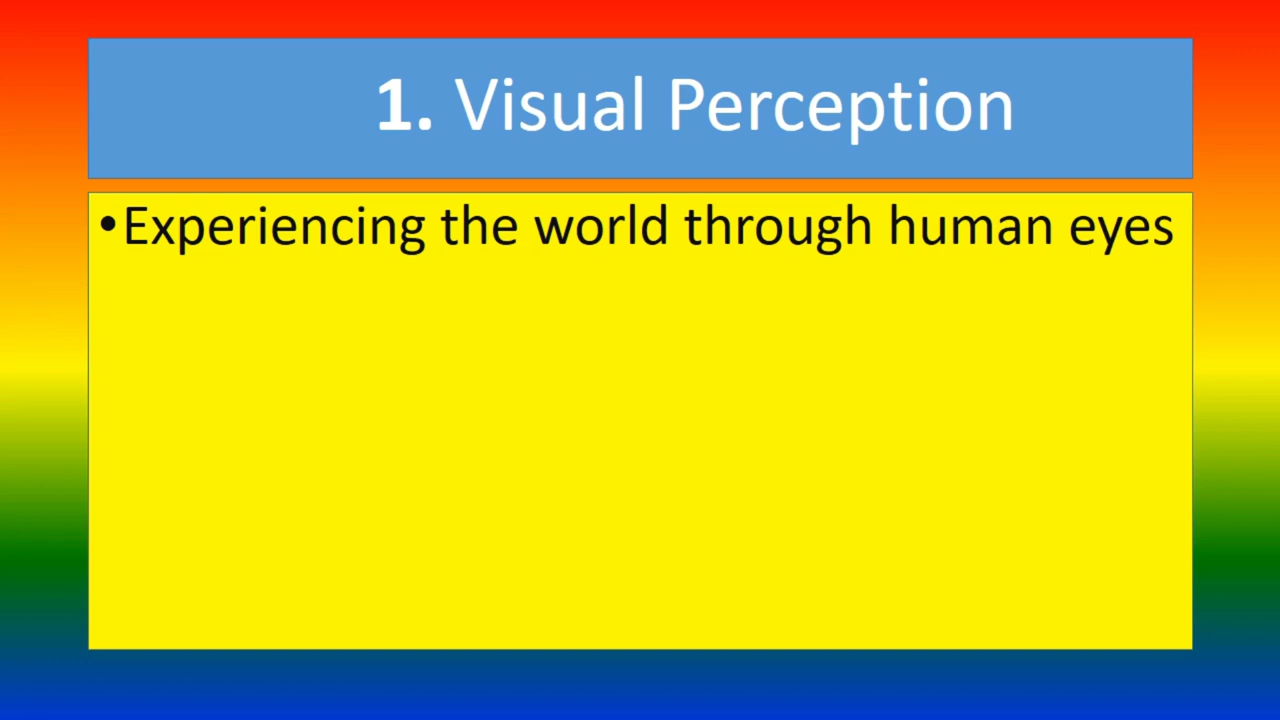 1. Visual Perception
•Experiencing the world through human eyes